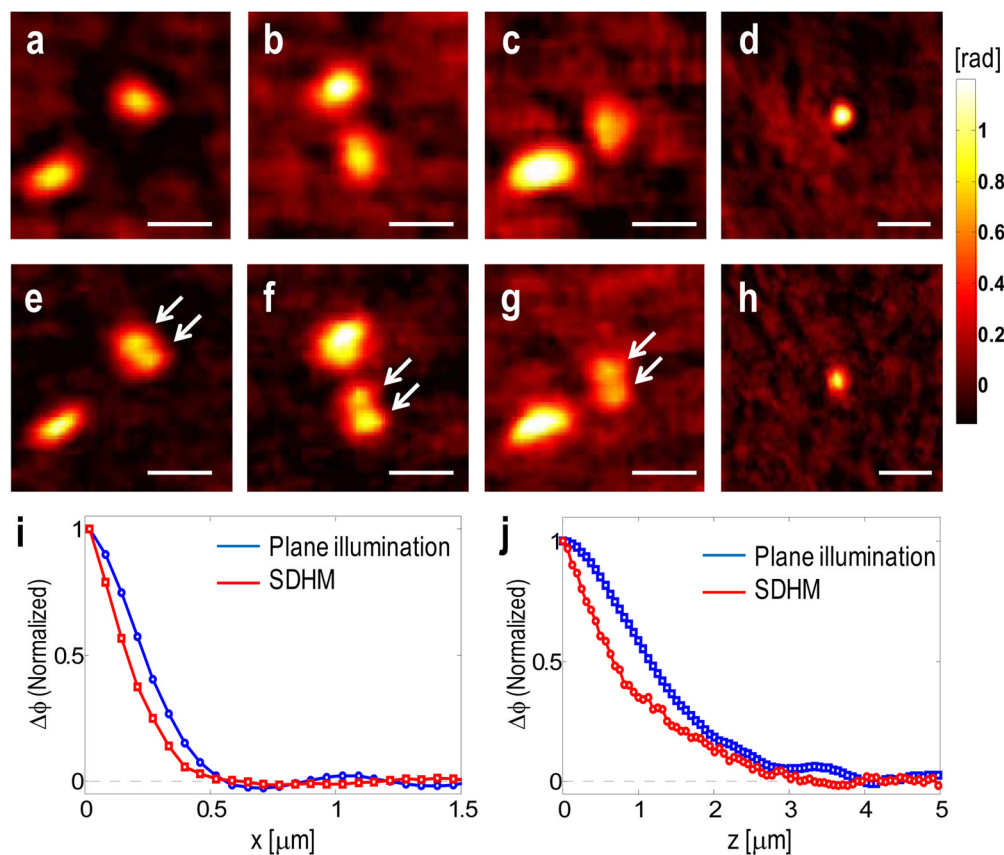 a
b
c
d
[rad]
1
0.8
0.6
0.4
0.2
0
e
f
g
h
i
1
0.5
0
Δϕ (Normalized)
Plane illumination
SDHM
0
0.5
1.0
1.5
x [μm]
j
1
0.5
0
Δϕ (Normalized)
Plane illumination
SDHM
0
1
2
3
4
5
z [μm]